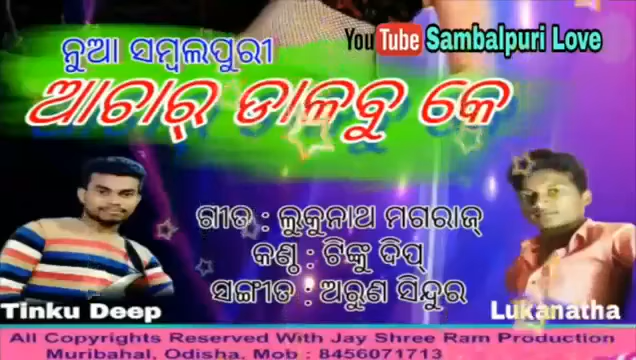 YouTube Sambalpuri Love
ନୁଆ ସମ୍ବଲପୁରୀ
ଆଚାର୍ ଡାଳବୁ କେ
ଗୀତ : ଲୁକୁନାଥ ମଗରାଜ୍
କଣ୍ଠ : ଟିଙ୍କୁ ଦିପ୍
ସଙ୍ଗୀତ : ଅରୁଣ ସିନ୍ଦୁର
Tinku Deep
Lukanatha
All Copyrights Reserved With Jay Shree Ram Production
Muribahal, Odisha, Mob : 8456071713